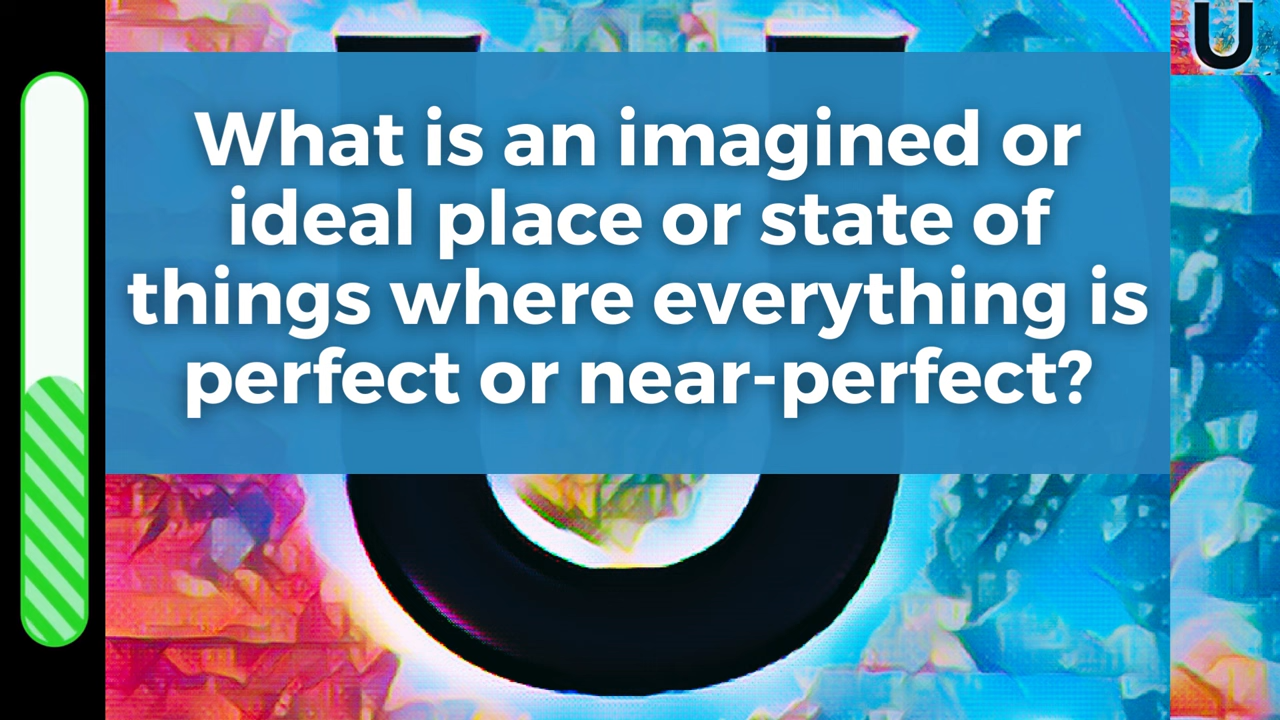 U
What is an imagined or
ideal place or state of
things where everything is
perfect or near-perfect?
U